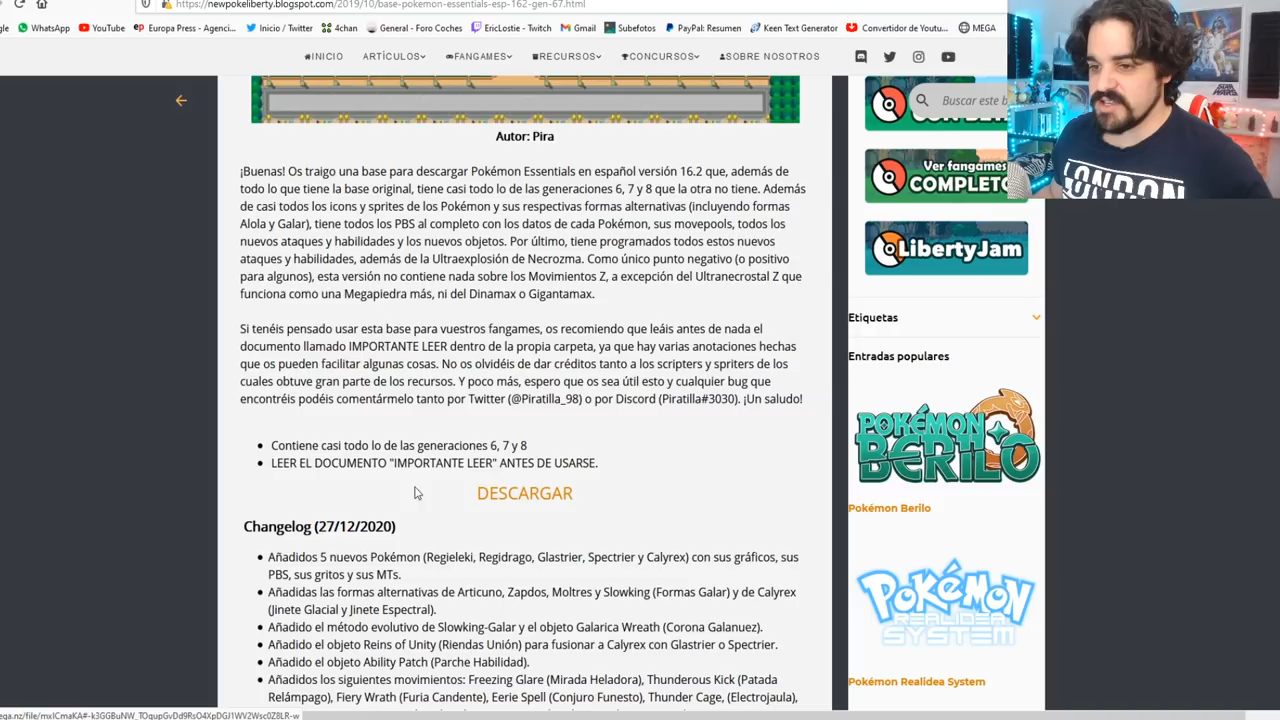 https://newpokeliberty.blogspot.com/2019/10/base-pokemon-essentials-esp-162-gen-67.html
gle WhatsApp YouTube Europa Press - Agenci... Inicio / Twitter 4chan General - Foro Coches EricLostie - Twitch Gmail Subefotos PayPal: Resumen Keen Text Generator Convertidor de Youtu... MEGA
INICIO ARTÍCULOS FANGAMES RECURSOS CONCURSOS SOBRE NOSOTROS
Buscar este b
Autor: Pira
¡Buenas! Os traigo una base para descargar Pokémon Essentials en español versión 16.2 que, además de
todo lo que tiene la base original, tiene casi todo lo de las generaciones 6, 7 y 8 que la otra no tiene. Además
de casi todos los icons y sprites de los Pokémon y sus respectivas formas alternativas (incluyendo formas
Alola y Galar), tiene todos los PBS al completo con los datos de cada Pokémon, sus movepools, todos los
nuevos ataques y habilidades y los nuevos objetos. Por último, tiene programados todos estos nuevos
ataques y habilidades, además de la Ultraexplosión de Necrozma. Como único punto negativo (o positivo
para algunos), esta versión no contiene nada sobre los Movimientos Z, a excepción del Ultranecrostal Z que
funciona como una Megapiedra más, ni del Dinamax o Gigantamax.
Si tenéis pensado usar esta base para vuestros fangames, os recomiendo que leáis antes de nada el
documento llamado IMPORTANTE LEER dentro de la propia carpeta, ya que hay varias anotaciones hechas
que os pueden facilitar algunas cosas. No os olvidéis de dar créditos tanto a los scripters y spriters de los
cuales obtuve gran parte de los recursos. Y poco más, espero que os sea útil esto y cualquier bug que
encontréis podéis comentármelo tanto por Twitter (@Piratilla_98) o por Discord (Piratilla#3030). ¡Un saludo!
• Contiene casi todo lo de las generaciones 6, 7 y 8
• LEER EL DOCUMENTO "IMPORTANTE LEER" ANTES DE USARSE.
DESCARGAR
Changelog (27/12/2020)
• Añadidos 5 nuevos Pokémon (Regieleki, Regidrago, Glastrier, Spectrier y Calyrex) con sus gráficos, sus
PBS, sus gritos y sus MTs.
• Añadidas las formas alternativas de Articuno, Zapdos, Moltres y Slowking (Formas Galar) y de Calyrex
(Jinete Glacial y Jinete Espectral).
• Añadido el método evolutivo de Slowking-Galar y el objeto Galarica Wreath (Corona Galanuez).
• Añadido el objeto Reins of Unity (Riendas Unión) para fusionar a Calyrex con Glastrier o Spectrier.
• Añadido el objeto Ability Patch (Parche Habilidad).
• Añadidos los siguientes movimientos: Freezing Glare (Mirada Heladora), Thunderous Kick (Patada
Relámpago), Fiery Wrath (Furia Candente), Eerie Spell (Conjuro Funesto), Thunder Cage, (Electrojaula),
Ver fangames
COMPLETO
LibertyJam
Etiquetas
Entradas populares
POKÉMON
BERILO
Pokémon Berilo
POKÉMON
REALIDEA
SYSTEM
Pokémon Realidea System
STAR
WARS
LONDON